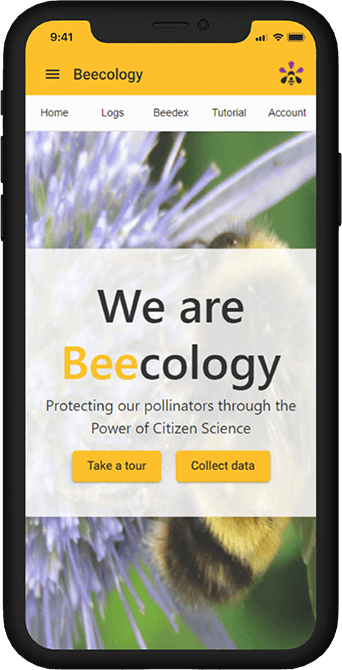 9:41
Beecology
Home Logs Beedex Tutorial Account
We are
Beecology
Protecting our pollinators through the
Power of Citizen Science
Take a tour Collect data